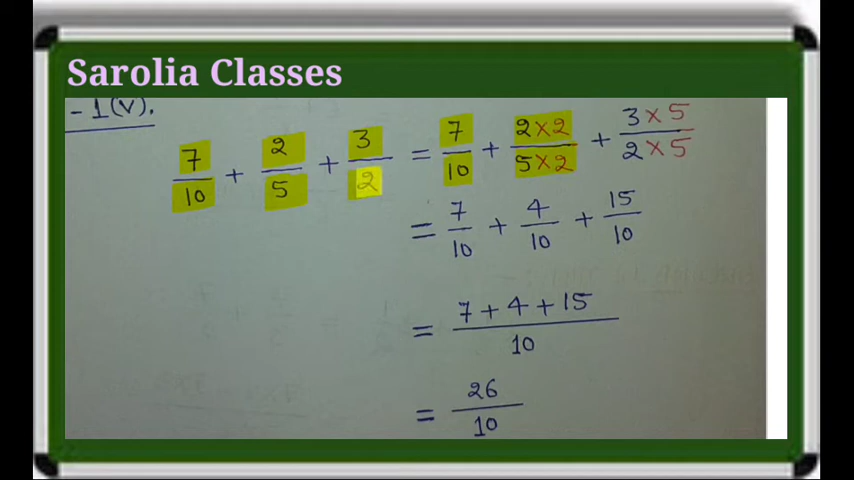 Sarolia Classes
- 1(v).
7/10 + 2/5 + 3/2 = 7/10 + 2×2/5×2 + 3×5/2×5
= 7/10 + 4/10 + 15/10
= 7+4+15/10
= 26/10